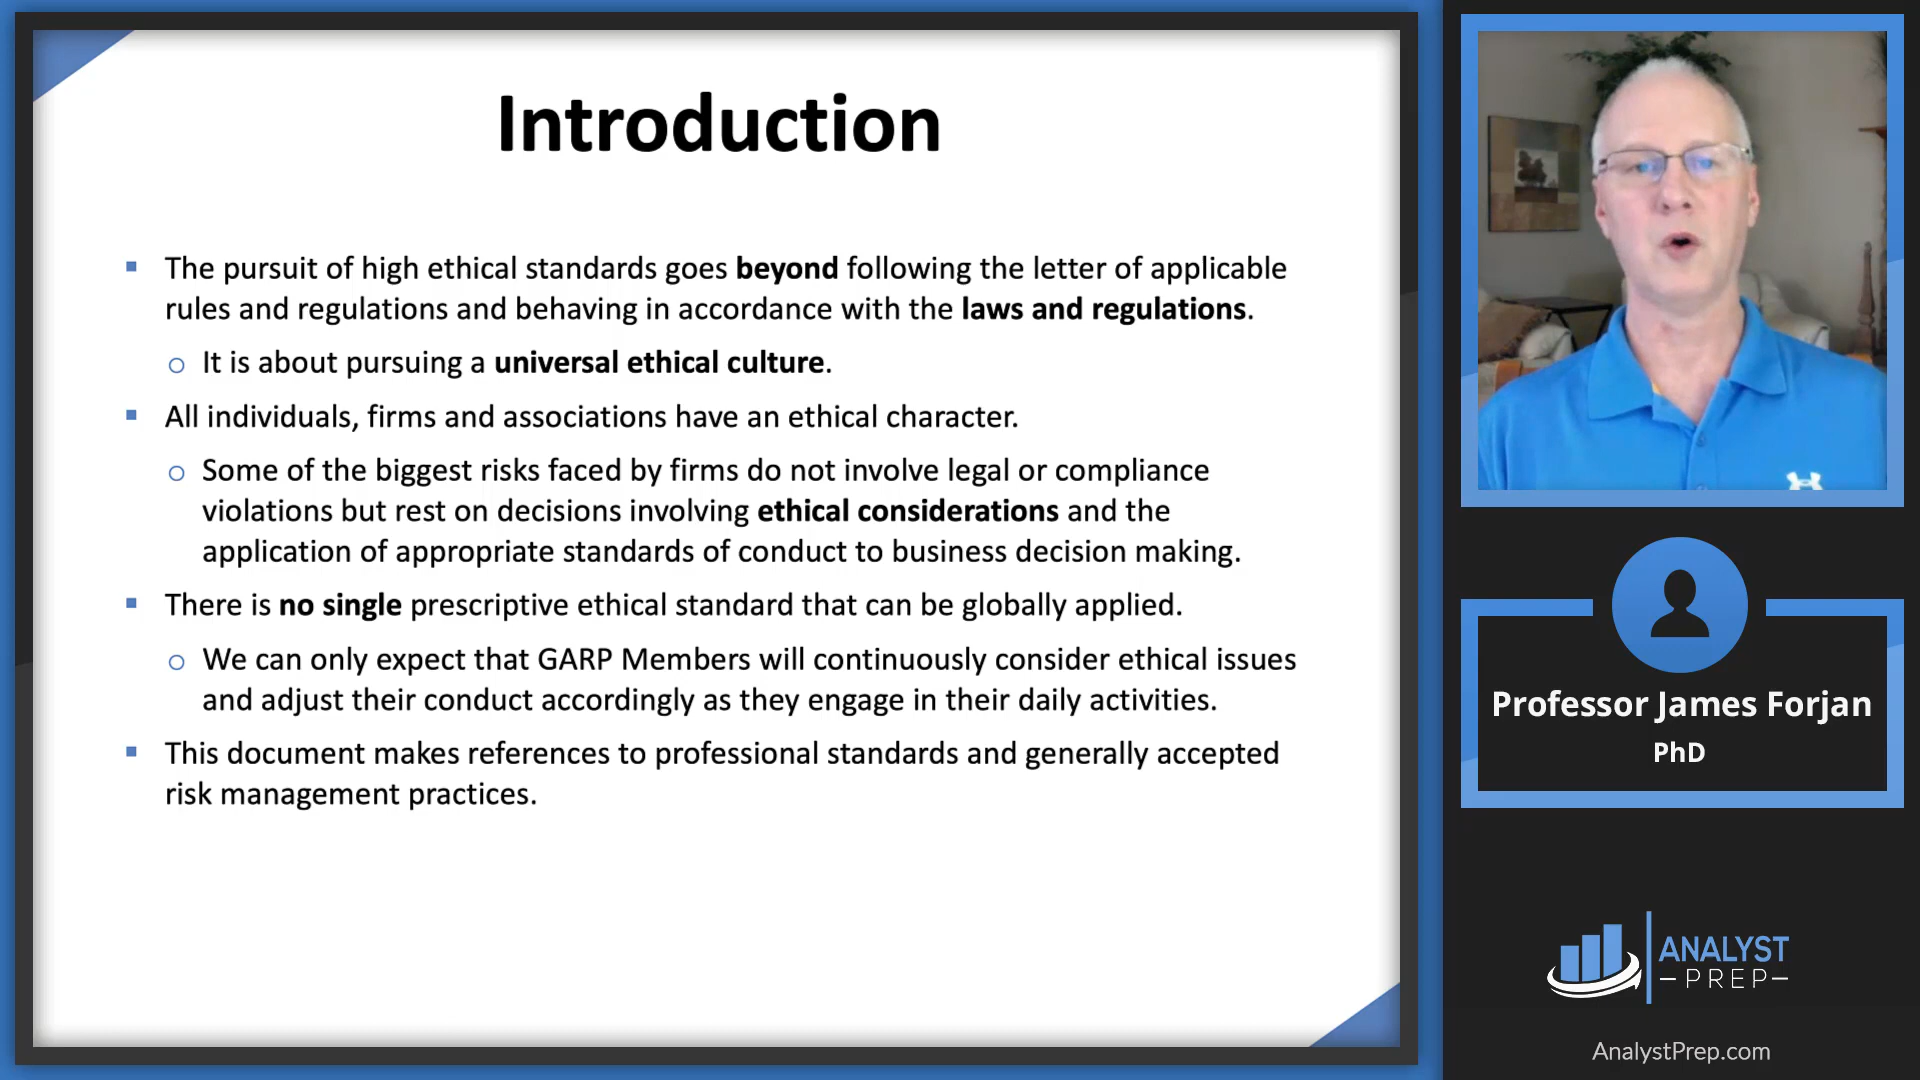 Introduction
The pursuit of high ethical standards goes beyond following the letter of applicable
rules and regulations and behaving in accordance with the laws and regulations.
It is about pursuing a universal ethical culture.
All individuals, firms and associations have an ethical character.
Some of the biggest risks faced by firms do not involve legal or compliance
violations but rest on decisions involving ethical considerations and the
application of appropriate standards of conduct to business decision making.
There is no single prescriptive ethical standard that can be globally applied.
We can only expect that GARP Members will continuously consider ethical issues
and adjust their conduct accordingly as they engage in their daily activities.
This document makes references to professional standards and generally accepted
risk management practices.
Professor James Forjan
PhD
ANALYST
PREP
AnalystPrep.com